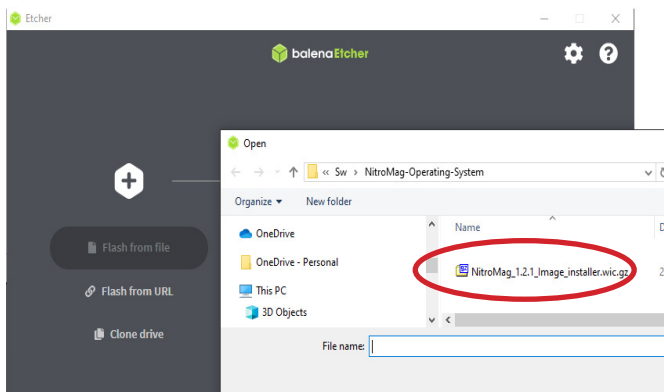 Etcher
balenaEtcher
Open
« Sw › NitroMag-Operating-System
Organize
New folder
Name
D
OneDrive
OneDrive - Personal
This PC
3D Objects
NitroMag_1.2.1_Image_installer.wic.gz
2
File name:
Flash from file
Flash from URL
Clone drive